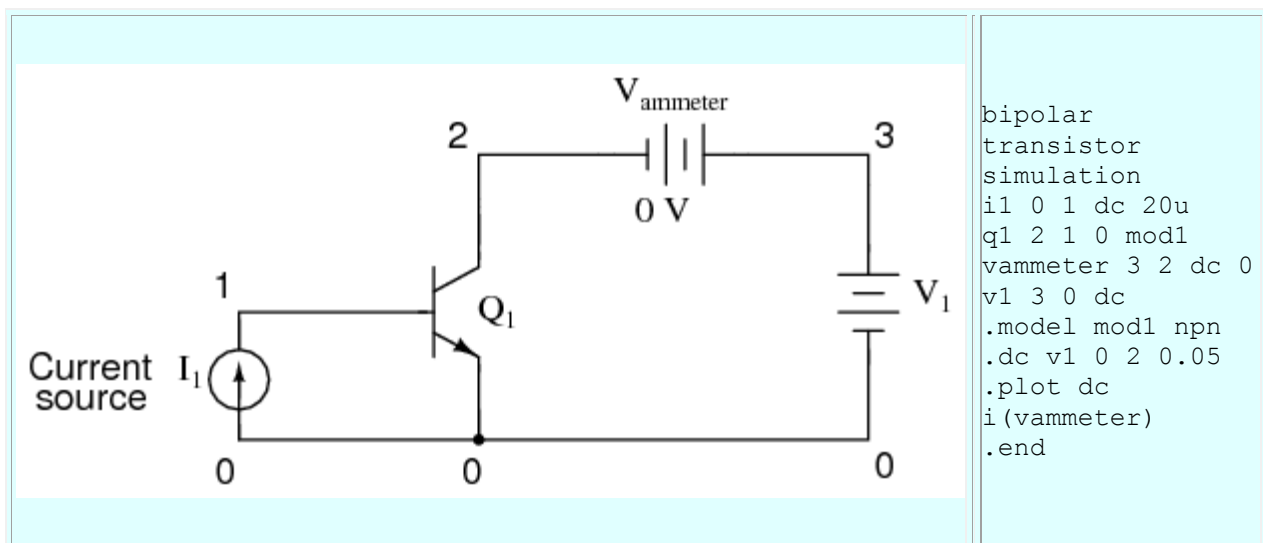 V ammeter
2
3
0 V
1
Q1
V1
Current
source
I1
0
0
0
bipolar
transistor
simulation
i1 0 1 dc 20u
q1 2 1 0 mod1
vammeter 3 2 dc 0
v1 3 0 dc
.model mod1 npn
.dc v1 0 2 0.05
.plot dc
i(vammeter)
.end